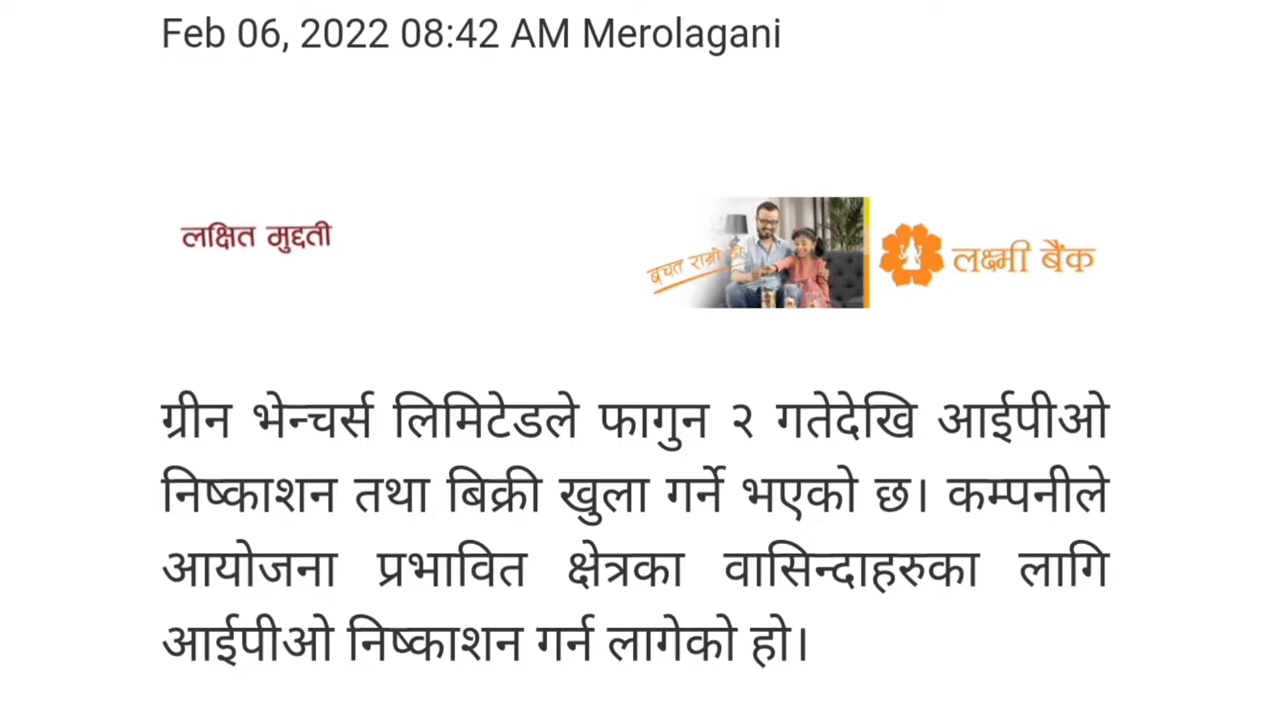 Feb 06, 2022 08:42 AM Merolagani
लक्षित मुद्दती
बचत राम्रो हो
लक्ष्मी बैंक
ग्रीन भेन्चर्स लिमिटेडले फागुन २ गतेदेखि आईपीओ
निष्काशन तथा बिक्री खुला गर्ने भएको छ। कम्पनीले
आयोजना प्रभावित क्षेत्रका वासिन्दाहरुका लागि
आईपीओ निष्काशन गर्न लागेको हो।